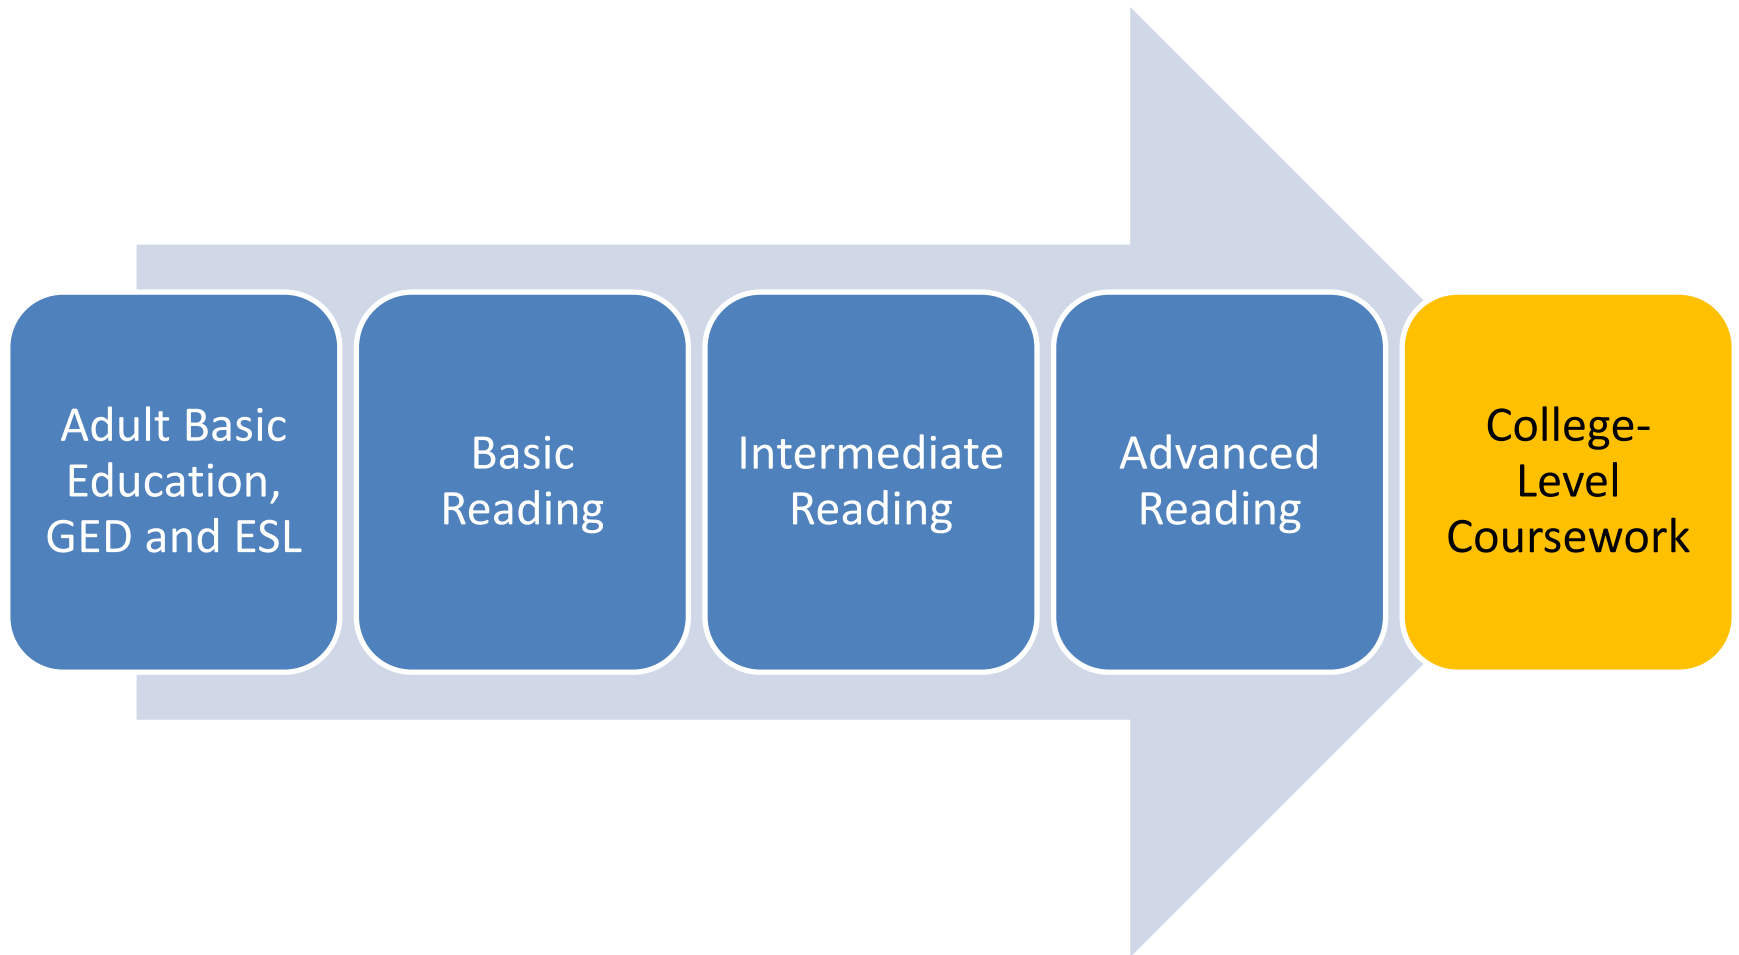 Adult Basic
Education,
GED and ESL
Basic
Reading
Intermediate
Reading
Advanced
Reading
College-
Level
Coursework